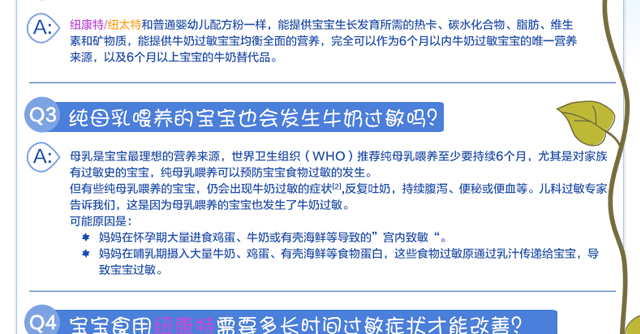 A: 纽康特/纽太特和普通婴幼儿配方粉一样，能提供宝宝生长发育所需的热卡、碳水化合物、脂肪、维生
素和矿物质，能提供牛奶过敏宝宝均衡全面的营养，完全可以作为6个月以内牛奶过敏宝宝的唯一营养
来源，以及6个月以上宝宝的牛奶替代品。
Q3 纯母乳喂养的宝宝也会发生牛奶过敏吗？
A: 母乳是宝宝最理想的营养来源，世界卫生组织（WHO）推荐纯母乳喂养至少要持续6个月，尤其是对家族
有过敏史的宝宝，纯母乳喂养可以预防宝宝食物过敏的发生。
但有些纯母乳喂养的宝宝，仍会出现牛奶过敏的症状[2],反复吐奶，持续腹泻、便秘或便血等。儿科过敏专家
告诉我们，这是因为母乳喂养的宝宝也发生了牛奶过敏。
可能原因是：
妈妈在怀孕期大量进食鸡蛋、牛奶或有壳海鲜等导致的”宫内致敏“。
妈妈在哺乳期摄入大量牛奶、鸡蛋、有壳海鲜等食物蛋白，这些食物过敏原通过乳汁传递给宝宝，导
致宝宝过敏。
Q4 宝宝食用纽康特需要多长时间过敏症状才能改善？